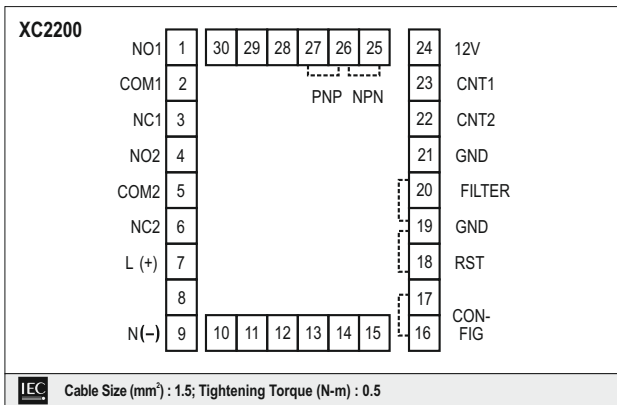 XC2200
NO1 1 30 29 28 27 26 25 24 12V
PNP NPN
COM1 2 23 CNT1
NC1 3 22 CNT2
NO2 4 21 GND
COM2 5 20 FILTER
NC2 6 19 GND
L (+) 7 18 RST
8 17
CON-
FIG
N(–) 9 10 11 12 13 14 15 16
IEC Cable Size (mm²) : 1.5; Tightening Torque (N-m) : 0.5